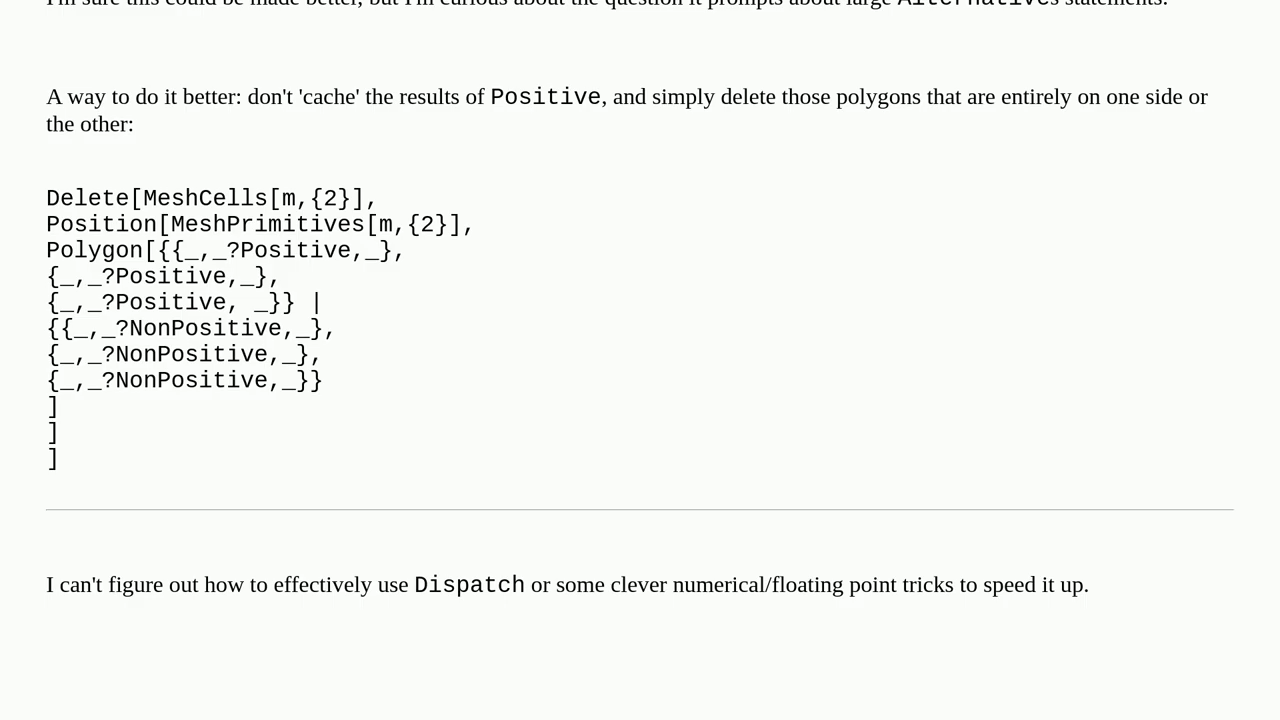 I'm sure this could be made better, but I'm curious about the question it prompts about large Alternatives statements.
A way to do it better: don't 'cache' the results of Positive, and simply delete those polygons that are entirely on one side or
the other:
Delete[MeshCells[m,{2}],
Position[MeshPrimitives[m,{2}],
Polygon[{{_,_?Positive,_},
{_,_?Positive,_},
{_,_?Positive, _}} |
{{_,_?NonPositive,_},
{_,_?NonPositive,_},
{_,_?NonPositive,_}}
]
]
]
I can't figure out how to effectively use Dispatch or some clever numerical/floating point tricks to speed it up.